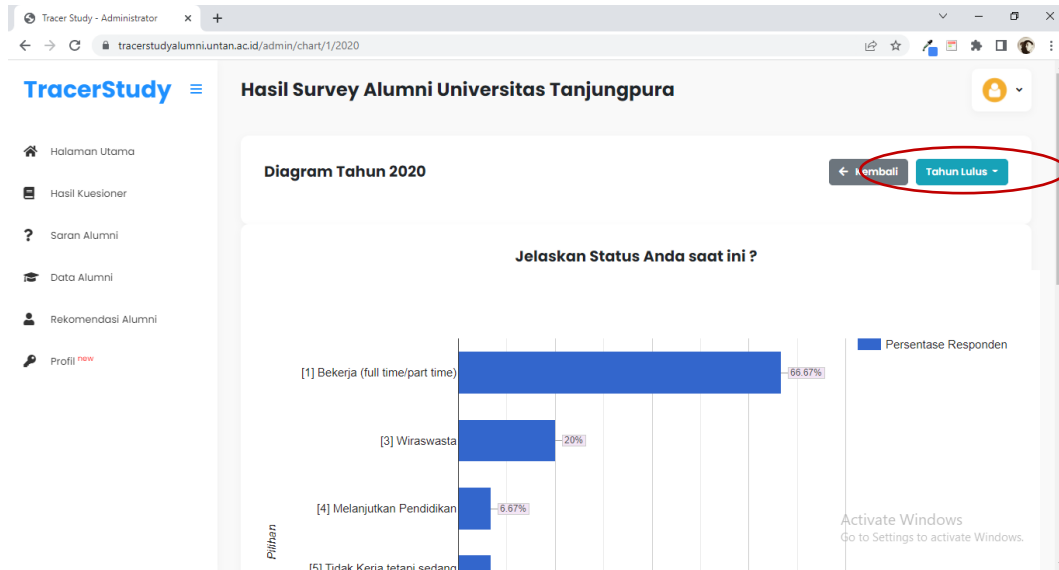 Tracer Study - Administrator
tracerstudyalumni.untan.ac.id/admin/chart/1/2020
TracerStudy
Hasil Survey Alumni Universitas Tanjungpura
Halaman Utama
Hasil Kuesioner
Saran Alumni
Data Alumni
Rekomendasi Alumni
Profil new
Diagram Tahun 2020
Kembali
Tahun Lulus
Jelaskan Status Anda saat ini ?
Persentase Responden
[1] Bekerja (full time/part time)
66.67%
[3] Wiraswasta
20%
[4] Melanjutkan Pendidikan
6.67%
Pilihan
[5] Tidak Kerja tetapi sedang
Activate Windows
Go to Settings to activate Windows.